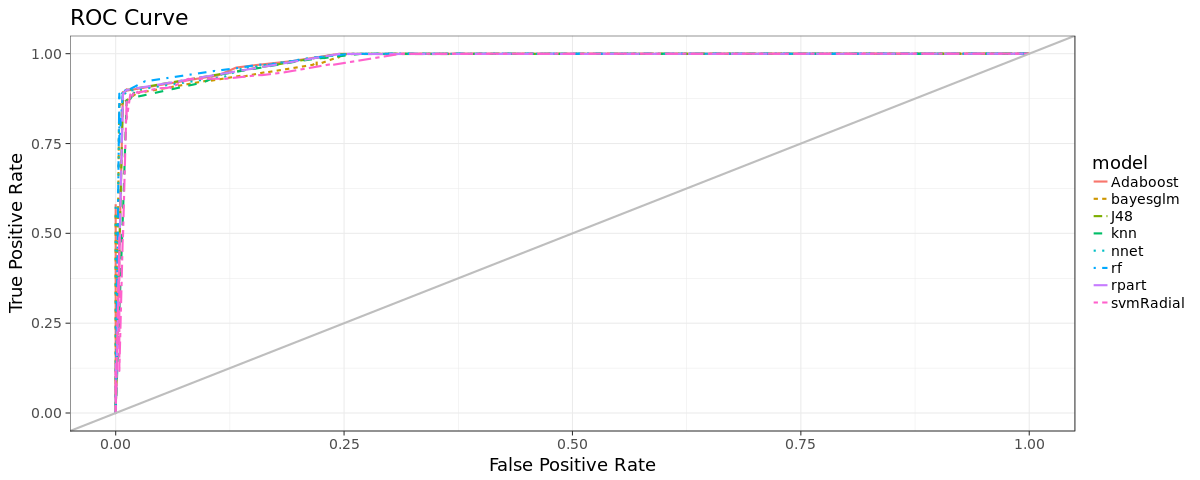 ROC Curve
1.00
0.75
0.50
0.25
0.00
True Positive Rate
0.00 0.25 0.50 0.75 1.00
False Positive Rate
model
Adaboost
bayesglm
J48
knn
nnet
rf
rpart
svmRadial